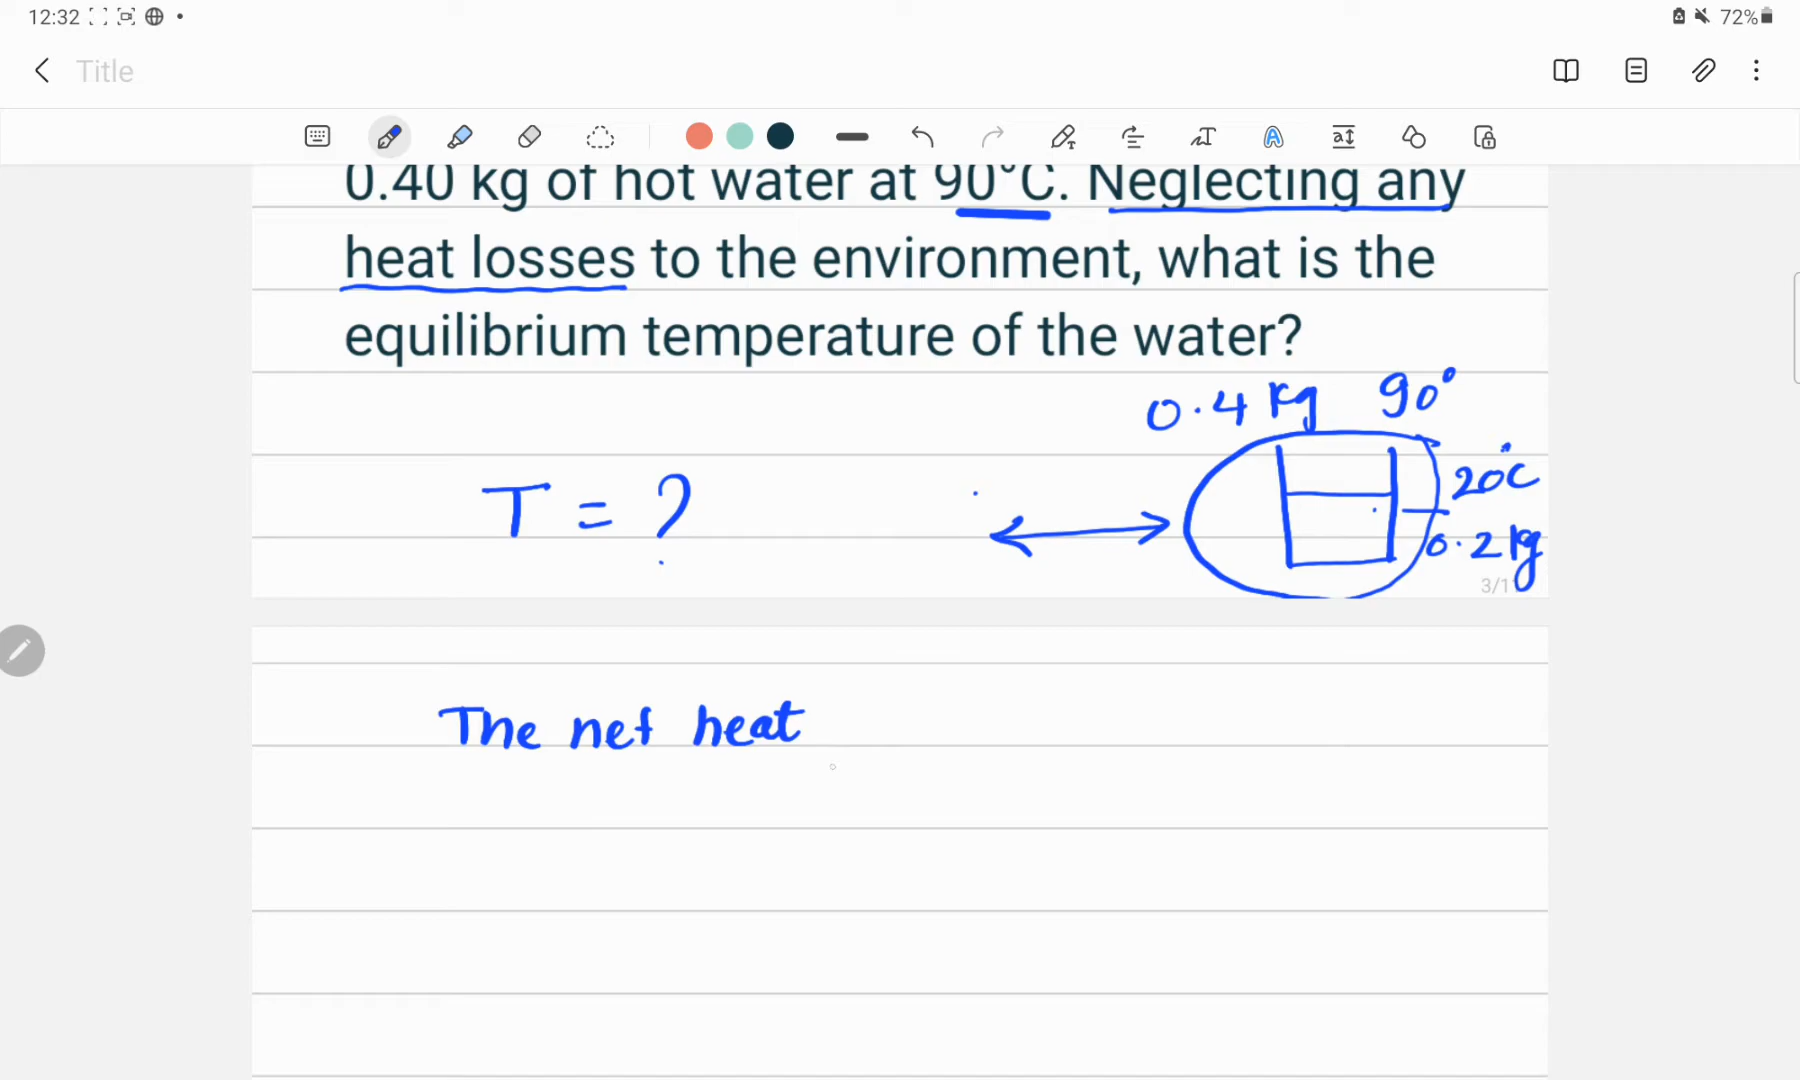 12:32
72%
Title
0.40 kg of hot water at 90°C. Neglecting any
heat losses to the environment, what is the
equilibrium temperature of the water?
0.4 kg 90°
20°C
T = ?
0.2 kg
3/1
The net heat